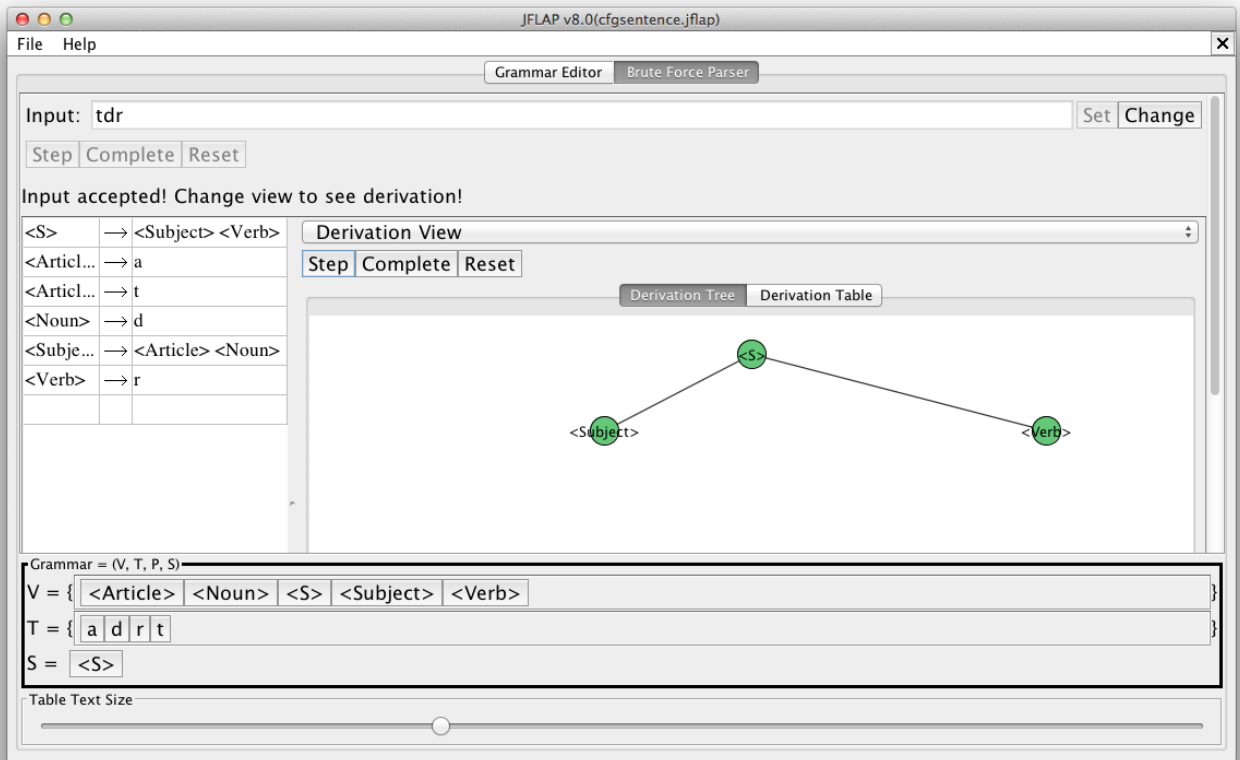 JFLAP v8.0(cfgsentence.jflap)
File Help
Grammar Editor Brute Force Parser
Input: tdr Set Change
Step Complete Reset
Input accepted! Change view to see derivation!
<S> → <Subject> <Verb>
<Articl... → a
<Articl... → t
<Noun> → d
<Subje... → <Article> <Noun>
<Verb> → r
Derivation View
Step Complete Reset
Derivation Tree Derivation Table
<S>
<Subject> <Verb>
Grammar = (V, T, P, S)
V = { <Article> <Noun> <S> <Subject> <Verb> }
T = { a d r t }
S = <S>
Table Text Size